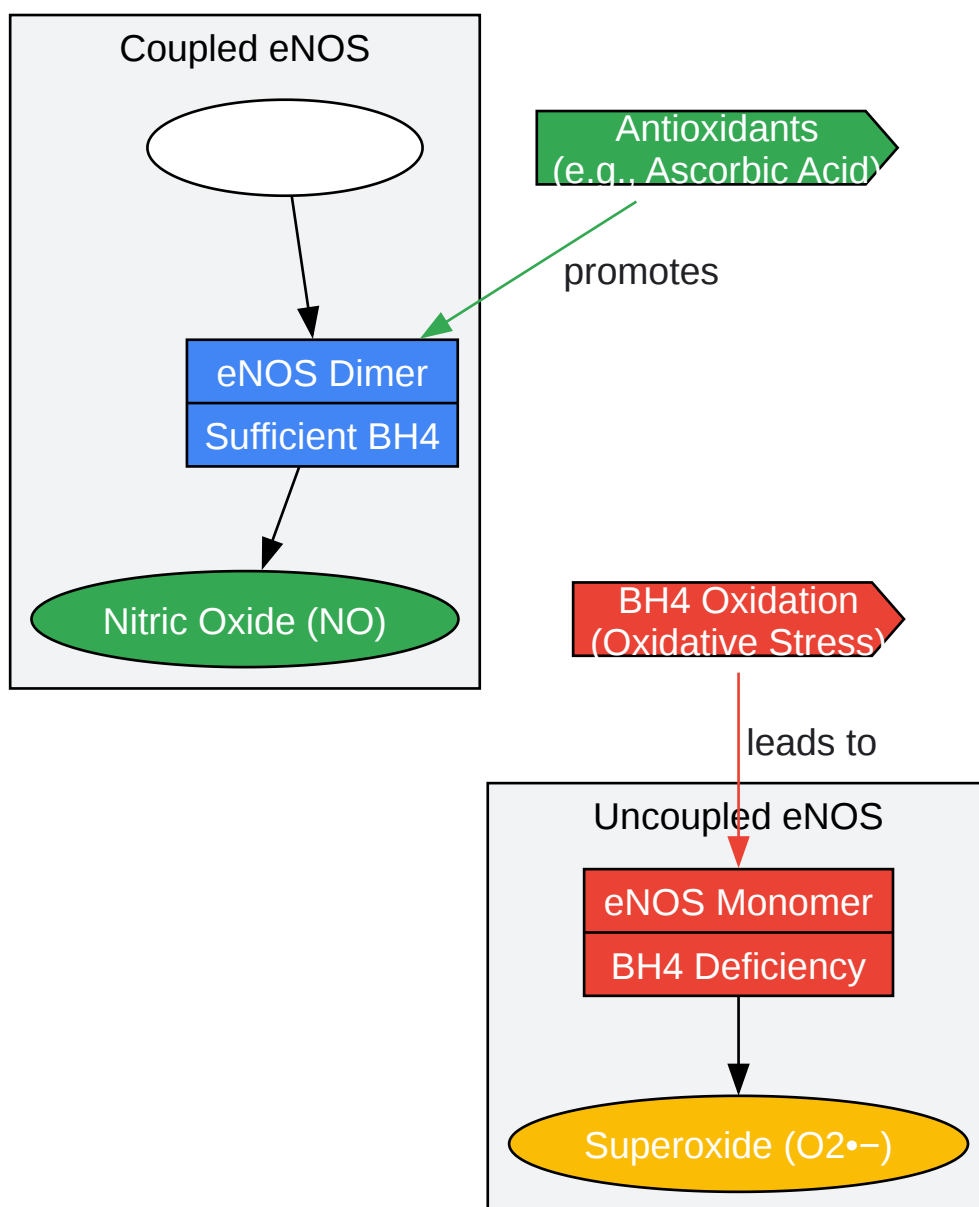 Coupled eNOS
Antioxidants
(e.g., Ascorbic Acid)
promotes
eNOS Dimer
Sufficient BH4
Nitric Oxide (NO)
BH4 Oxidation
(Oxidative Stress)
leads to
Uncoupled eNOS
eNOS Monomer
BH4 Deficiency
Superoxide (O2•−)